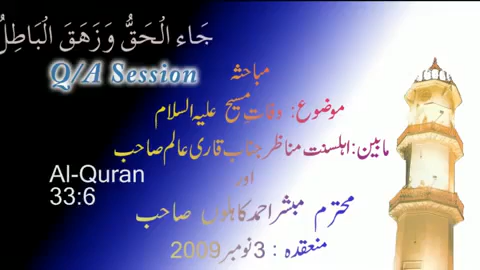 جَاء الْحَقُّ وَزَهَقَ الْبَاطِلُ
Q/A Session
مباحثہ
موضوع: وفات مسیح علیہ السلام
مابین: اہلسنت مناظر جناب قاری عالم صاحب
اور
Al-Quran
33:6
محترم مبشر احمد کاہلوں صاحب
منعقدہ : 3 نومبر 2009